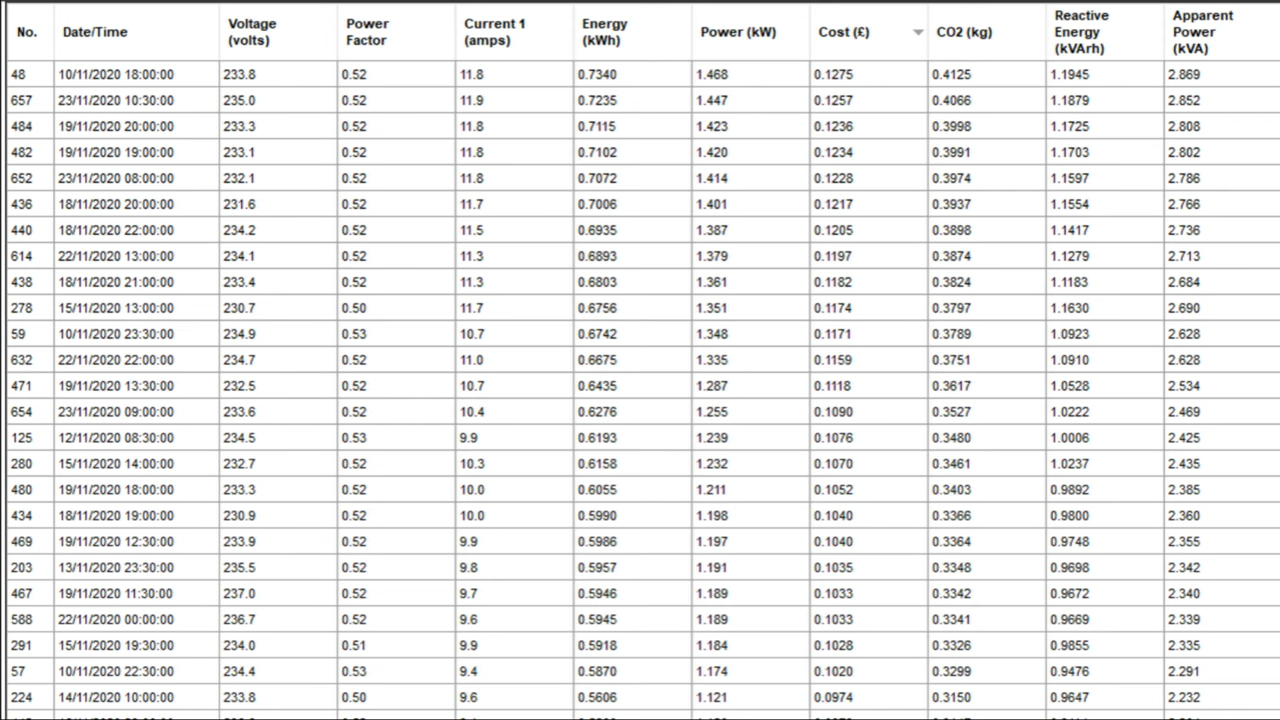 No. Date/Time Voltage (volts) Power Factor Current 1 (amps) Energy (kWh) Power (kW) Cost (£) CO2 (kg) Reactive Energy (kVArh) Apparent Power (kVA)
48 10/11/2020 18:00:00 233.8 0.52 11.8 0.7340 1.468 0.1275 0.4125 1.1945 2.869
657 23/11/2020 10:30:00 235.0 0.52 11.9 0.7235 1.447 0.1257 0.4066 1.1879 2.852
484 19/11/2020 20:00:00 233.3 0.52 11.8 0.7115 1.423 0.1236 0.3998 1.1725 2.808
482 19/11/2020 19:00:00 233.1 0.52 11.8 0.7102 1.420 0.1234 0.3991 1.1703 2.802
652 23/11/2020 08:00:00 232.1 0.52 11.8 0.7072 1.414 0.1228 0.3974 1.1597 2.786
436 18/11/2020 20:00:00 231.6 0.52 11.7 0.7006 1.401 0.1217 0.3937 1.1554 2.766
440 18/11/2020 22:00:00 234.2 0.52 11.5 0.6935 1.387 0.1205 0.3898 1.1417 2.736
614 22/11/2020 13:00:00 234.1 0.52 11.3 0.6893 1.379 0.1197 0.3874 1.1279 2.713
438 18/11/2020 21:00:00 233.4 0.52 11.3 0.6803 1.361 0.1182 0.3824 1.1183 2.684
278 15/11/2020 13:00:00 230.7 0.50 11.7 0.6756 1.351 0.1174 0.3797 1.1630 2.690
59 10/11/2020 23:30:00 234.9 0.53 10.7 0.6742 1.348 0.1171 0.3789 1.0923 2.628
632 22/11/2020 22:00:00 234.7 0.52 11.0 0.6675 1.335 0.1159 0.3751 1.0910 2.628
471 19/11/2020 13:30:00 232.5 0.52 10.7 0.6435 1.287 0.1118 0.3617 1.0528 2.534
654 23/11/2020 09:00:00 233.6 0.52 10.4 0.6276 1.255 0.1090 0.3527 1.0222 2.469
125 12/11/2020 08:30:00 234.5 0.53 9.9 0.6193 1.239 0.1076 0.3480 1.0006 2.425
280 15/11/2020 14:00:00 232.7 0.52 10.3 0.6158 1.232 0.1070 0.3461 1.0237 2.435
480 19/11/2020 18:00:00 233.3 0.52 10.0 0.6055 1.211 0.1052 0.3403 0.9892 2.385
434 18/11/2020 19:00:00 230.9 0.52 10.0 0.5990 1.198 0.1040 0.3366 0.9800 2.360
469 19/11/2020 12:30:00 233.9 0.52 9.9 0.5986 1.197 0.1040 0.3364 0.9748 2.355
203 13/11/2020 23:30:00 235.5 0.52 9.8 0.5957 1.191 0.1035 0.3348 0.9698 2.342
467 19/11/2020 11:30:00 237.0 0.52 9.7 0.5946 1.189 0.1033 0.3342 0.9672 2.340
588 22/11/2020 00:00:00 236.7 0.52 9.6 0.5945 1.189 0.1033 0.3341 0.9669 2.339
291 15/11/2020 19:30:00 234.0 0.51 9.9 0.5918 1.184 0.1028 0.3326 0.9855 2.335
57 10/11/2020 22:30:00 234.4 0.53 9.4 0.5870 1.174 0.1020 0.3299 0.9476 2.291
224 14/11/2020 10:00:00 233.8 0.50 9.6 0.5606 1.121 0.0974 0.3150 0.9647 2.232